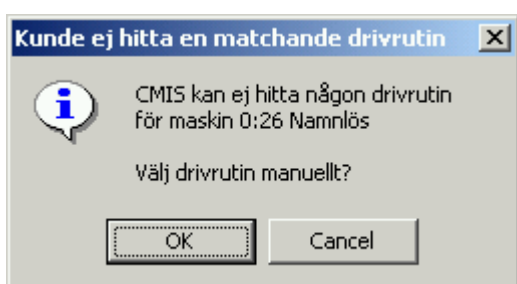 Kunde ej hitta en matchande drivrutin
CMIS kan ej hitta någon drivrutin
för maskin 0:26 Namnlös
Välj drivrutin manuellt?
OK
Cancel